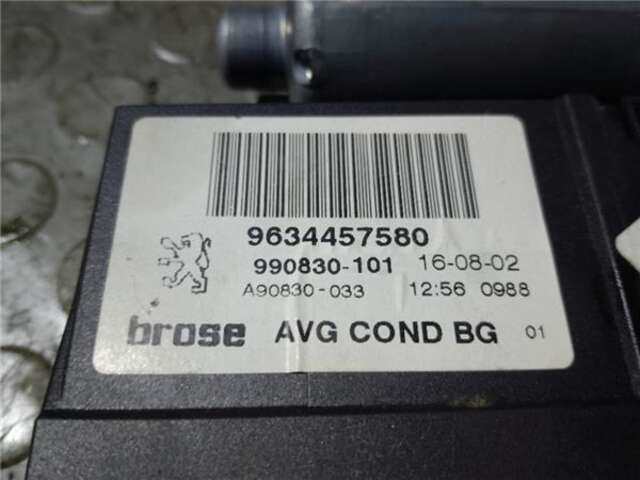 9634457580
990830-101 16-08-02
A90830-033 12:56 0988
brose AVG COND BG 01